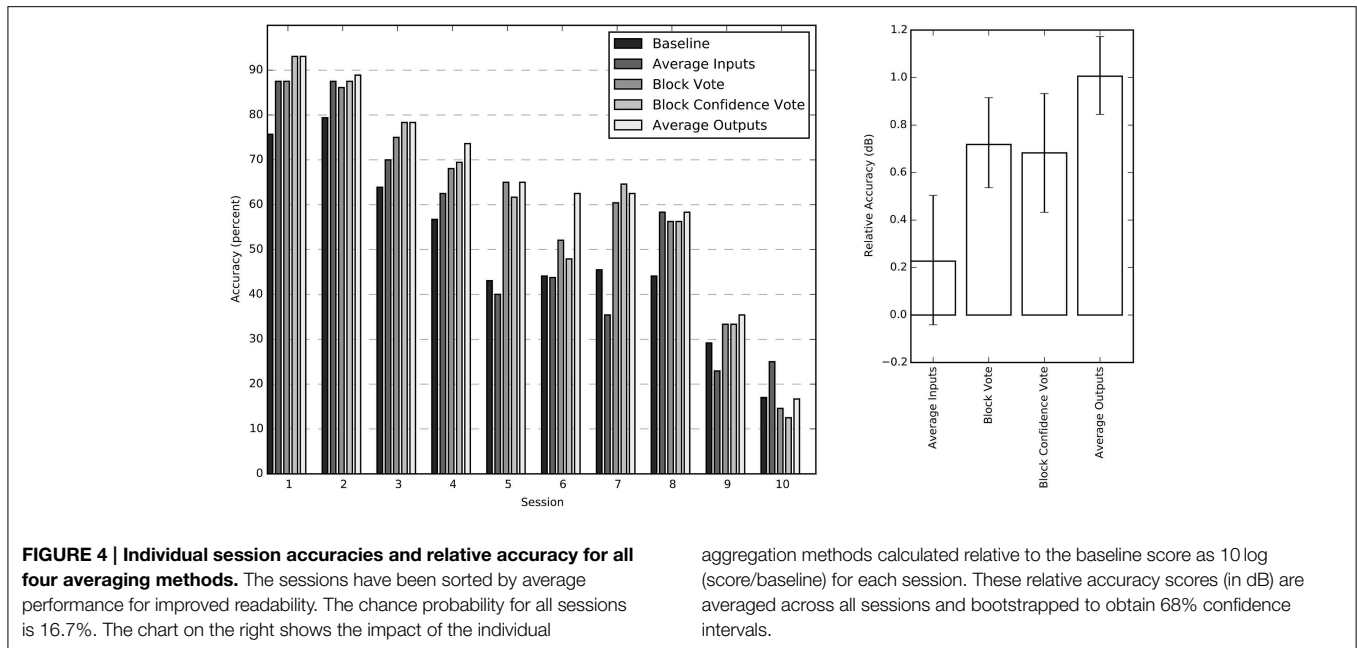 90
80
70
60
50
40
30
20
10
0
Accuracy (percent)
Baseline
Average Inputs
Block Vote
Block Confidence Vote
Average Outputs
1 2 3 4 5 6 7 8 9 10
Session
1.2
1.0
0.8
0.6
0.4
0.2
0.0
−0.2
Relative Accuracy (dB)
Average Inputs
Block Vote
Block Confidence Vote
Average Outputs
FIGURE 4 | Individual session accuracies and relative accuracy for all
four averaging methods. The sessions have been sorted by average
performance for improved readability. The chance probability for all sessions
is 16.7%. The chart on the right shows the impact of the individual
aggregation methods calculated relative to the baseline score as 10 log
(score/baseline) for each session. These relative accuracy scores (in dB) are
averaged across all sessions and bootstrapped to obtain 68% confidence
intervals.